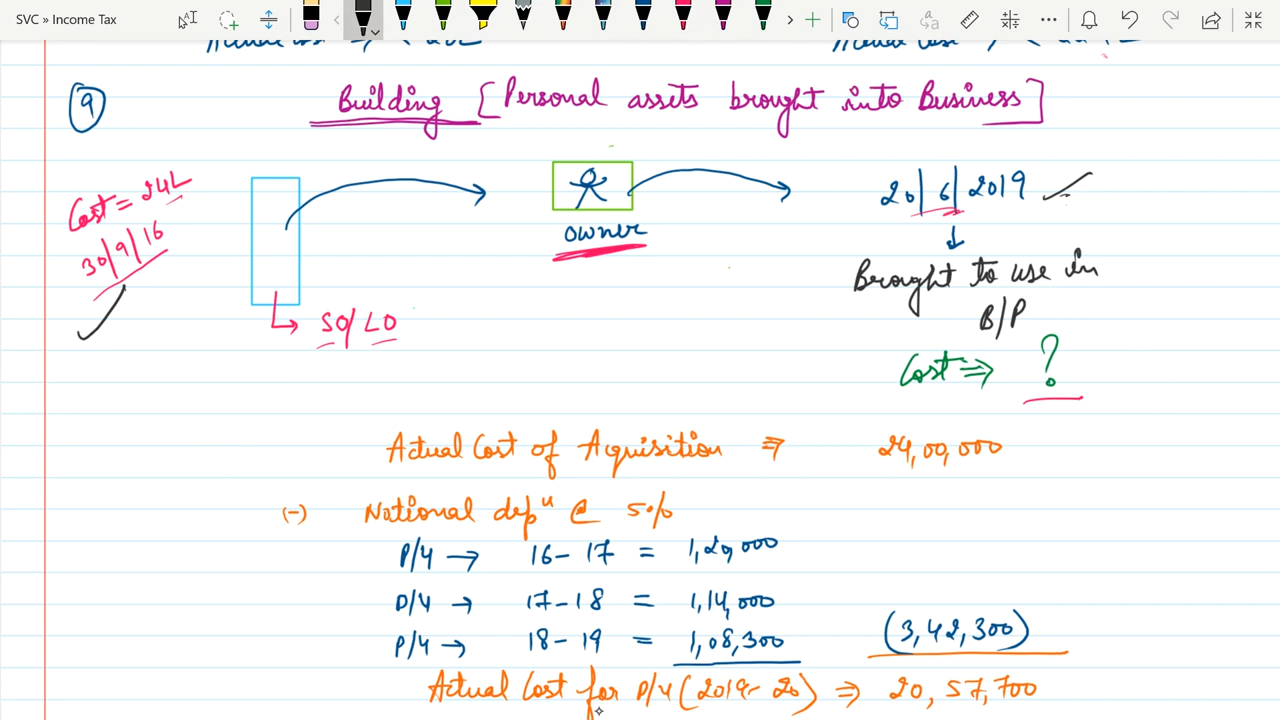 SVC » Income Tax
9 Building [Personal assets brought into Business]
Cost = 24L
30/9/16
20/6/2019
owner
Brought to use in
B/P
SO/LO
Cost ⇒ ?
Actual Cost of Acquisition ⇒ 24,00,000
(-) Notional depn @ 5%
P/Y → 16-17 = 1,20,000
P/Y → 17-18 = 1,14,000
P/Y → 18-19 = 1,08,300 (3,42,300)
Actual Cost for P/Y (2019-20) ⇒ 20,57,700